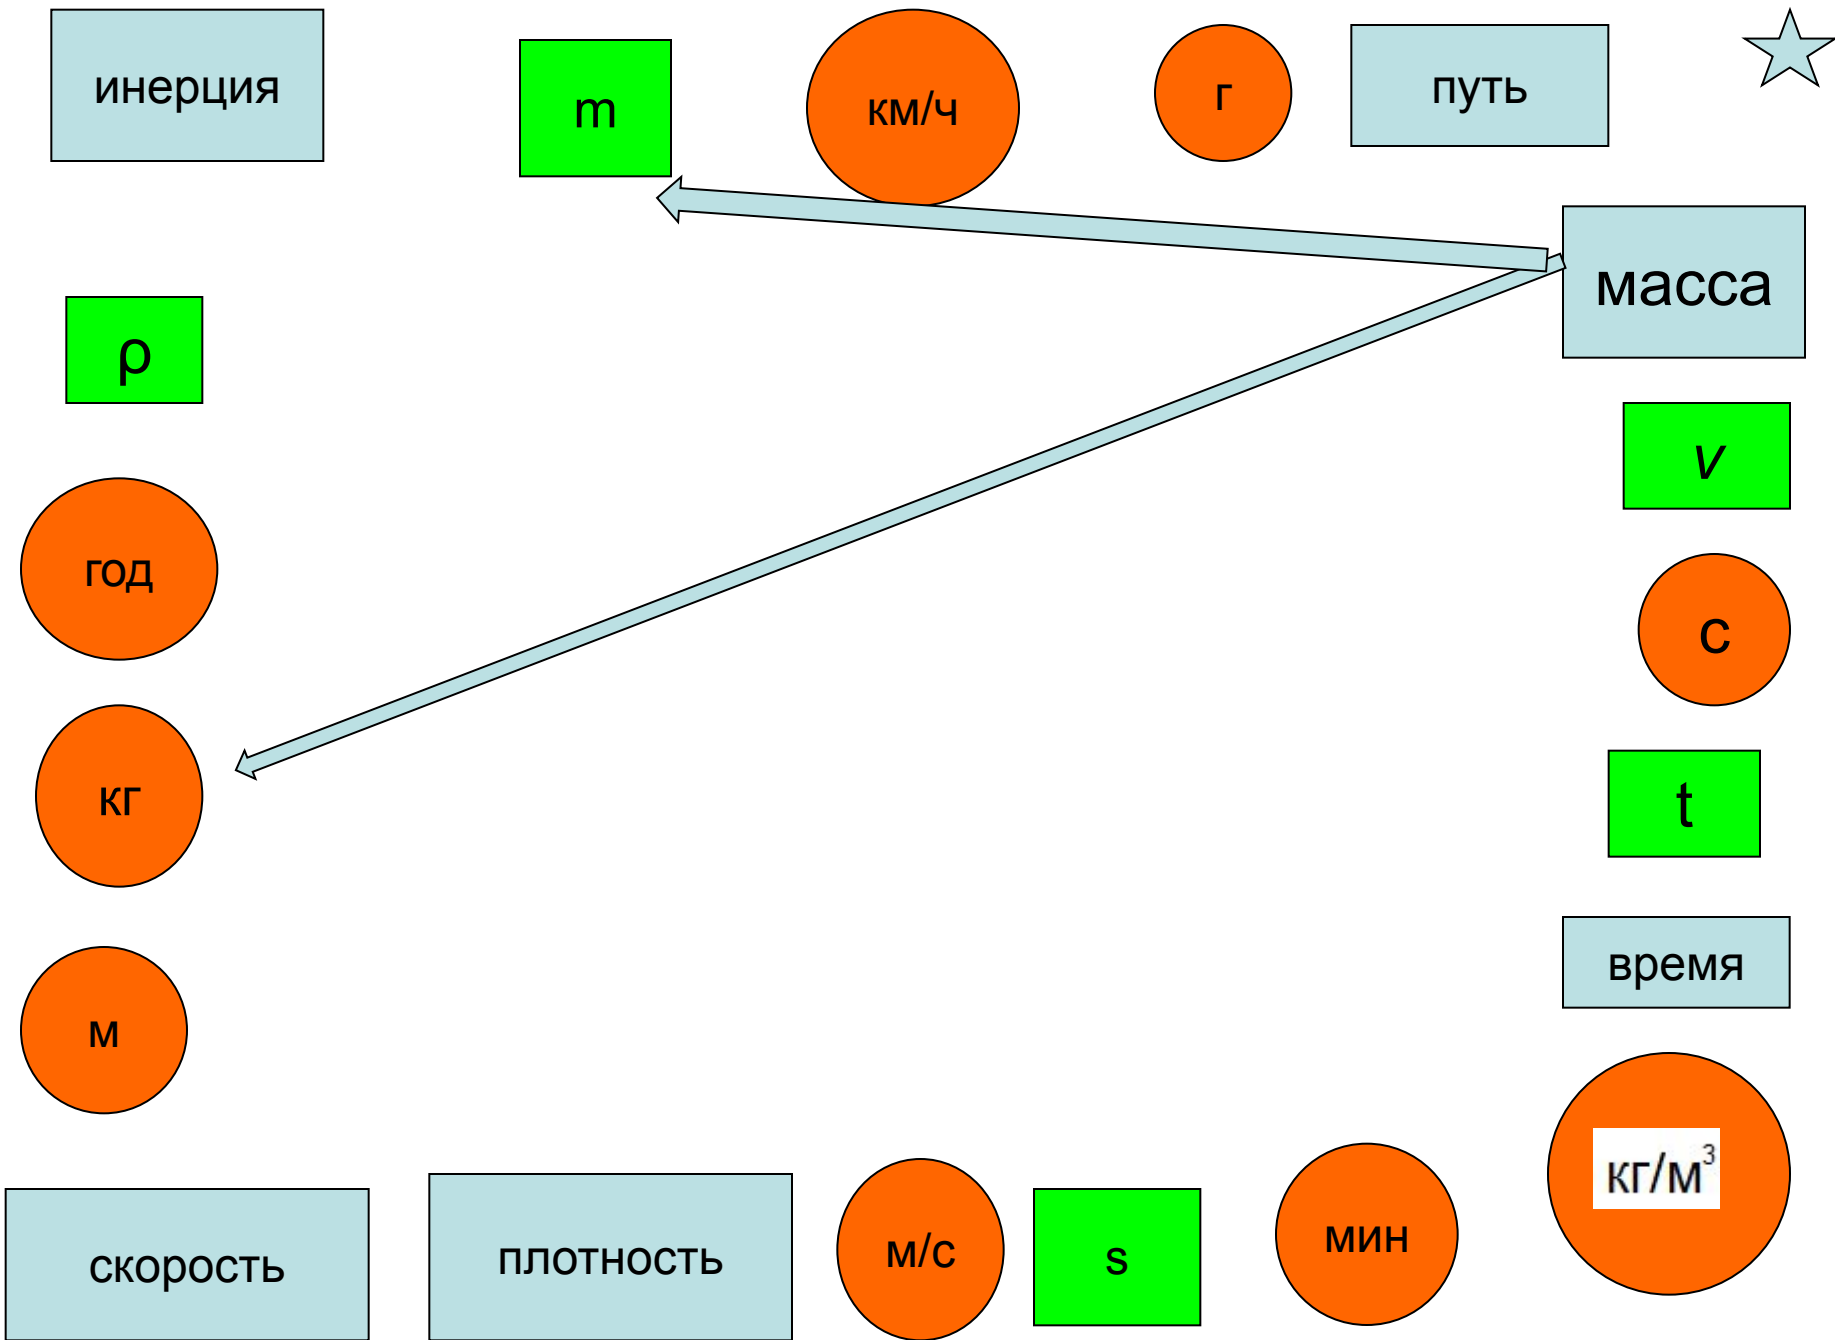 инерция
m
км/ч
г
путь
масса
ρ
v
год
с
кг
t
время
м
кг/м³
скорость
плотность
м/с
s
мин